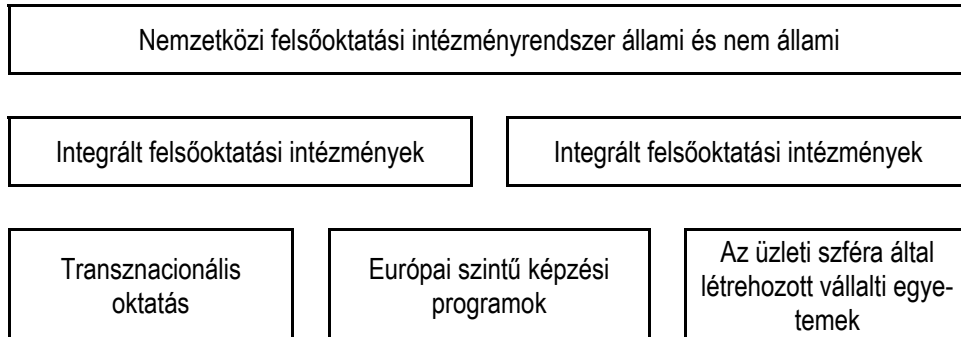 Nemzetközi felsőoktatási intézményrendszer állami és nem állami
Integrált felsőoktatási intézmények
Integrált felsőoktatási intézmények
Transznacionális
oktatás
Európai szintű képzési
programok
Az üzleti szféra által
létrehozott vállalti egye-
temek